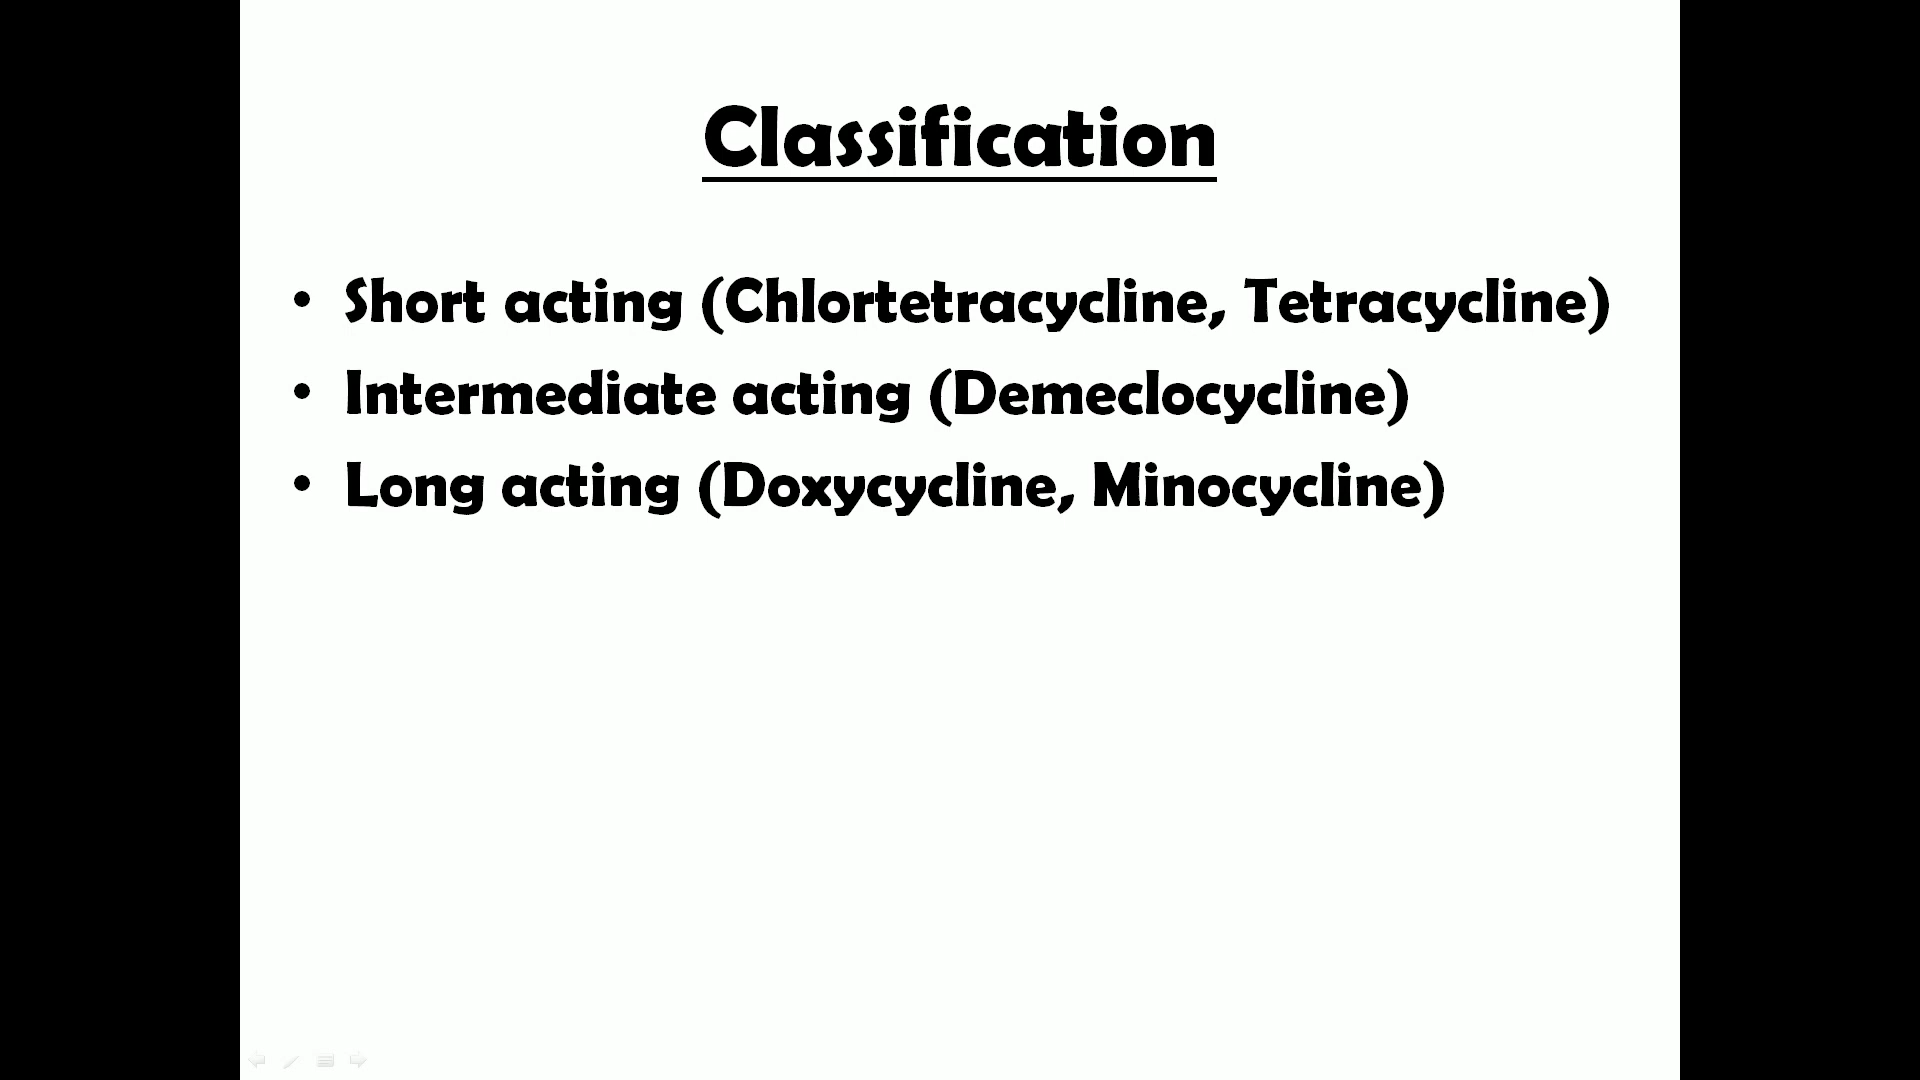 Classification
• Short acting (Chlortetracycline, Tetracycline)
• Intermediate acting (Demeclocycline)
• Long acting (Doxycycline, Minocycline)